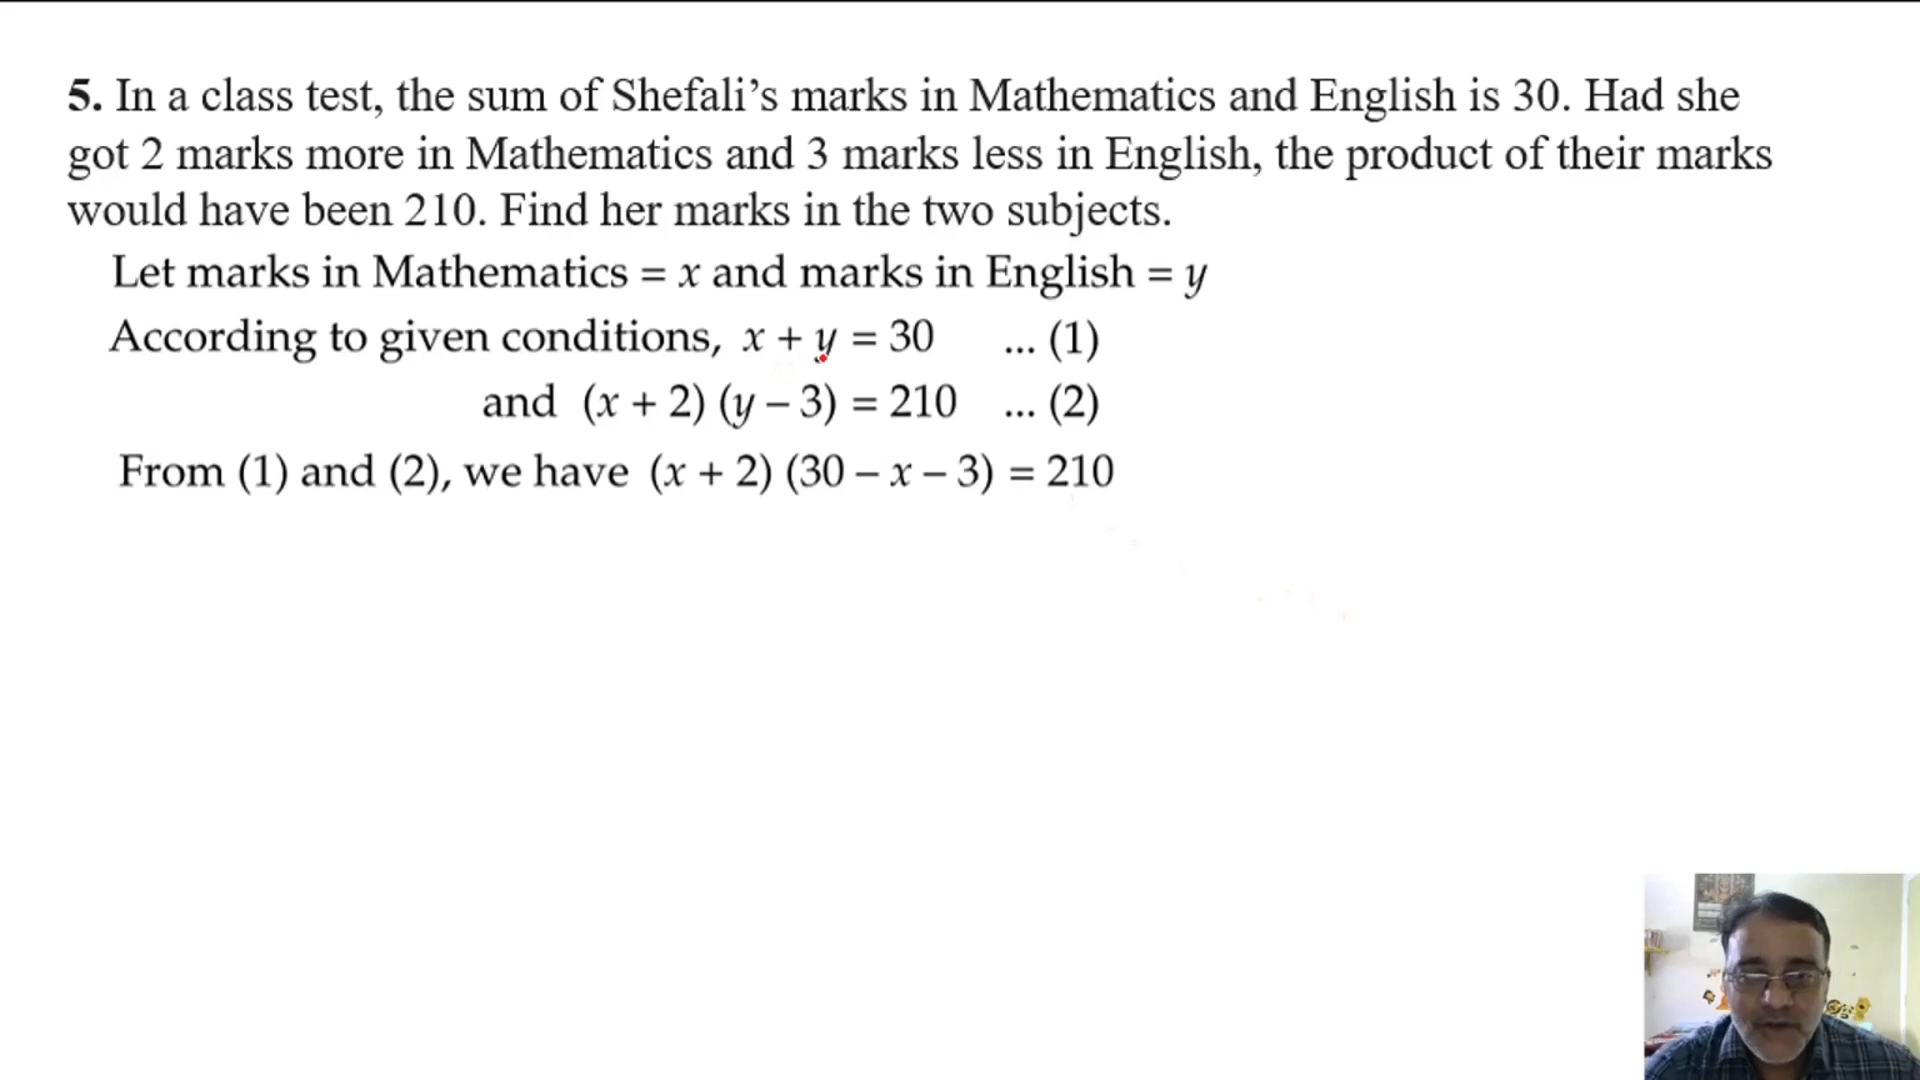 5. In a class test, the sum of Shefali’s marks in Mathematics and English is 30. Had she
got 2 marks more in Mathematics and 3 marks less in English, the product of their marks
would have been 210. Find her marks in the two subjects.
Let marks in Mathematics = x and marks in English = y
According to given conditions, x + y = 30 ... (1)
and (x + 2) (y – 3) = 210 ... (2)
From (1) and (2), we have (x + 2) (30 – x – 3) = 210